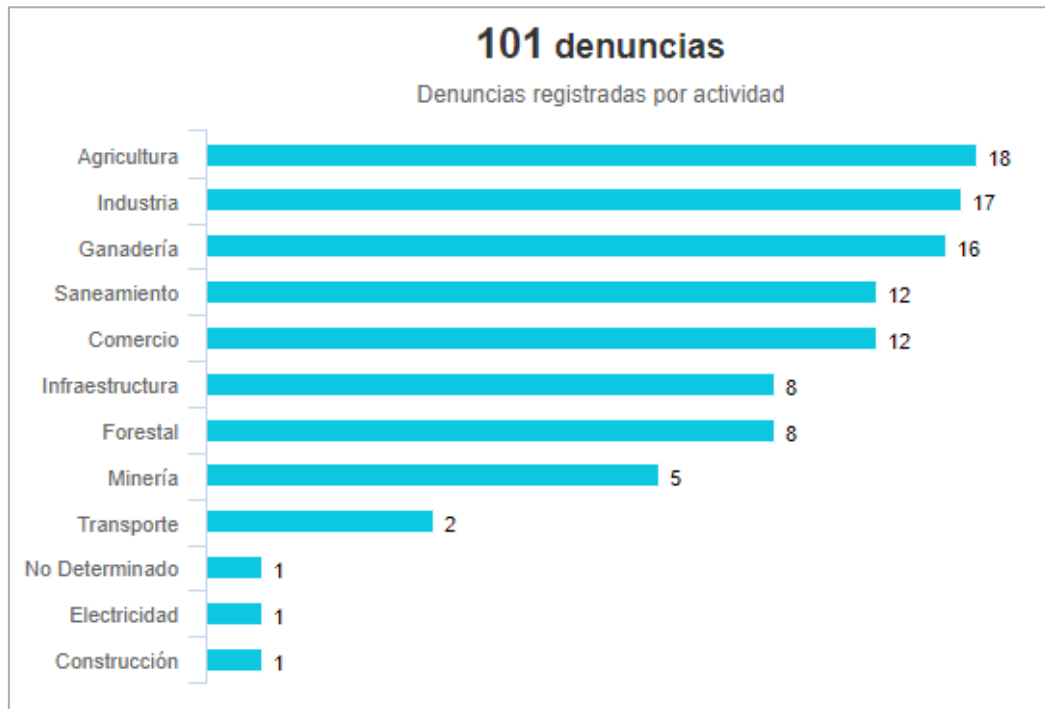 101 denuncias
Denuncias registradas por actividad
Agricultura 18
Industria 17
Ganadería 16
Saneamiento 12
Comercio 12
Infraestructura 8
Forestal 8
Minería 5
Transporte 2
No Determinado 1
Electricidad 1
Construcción 1